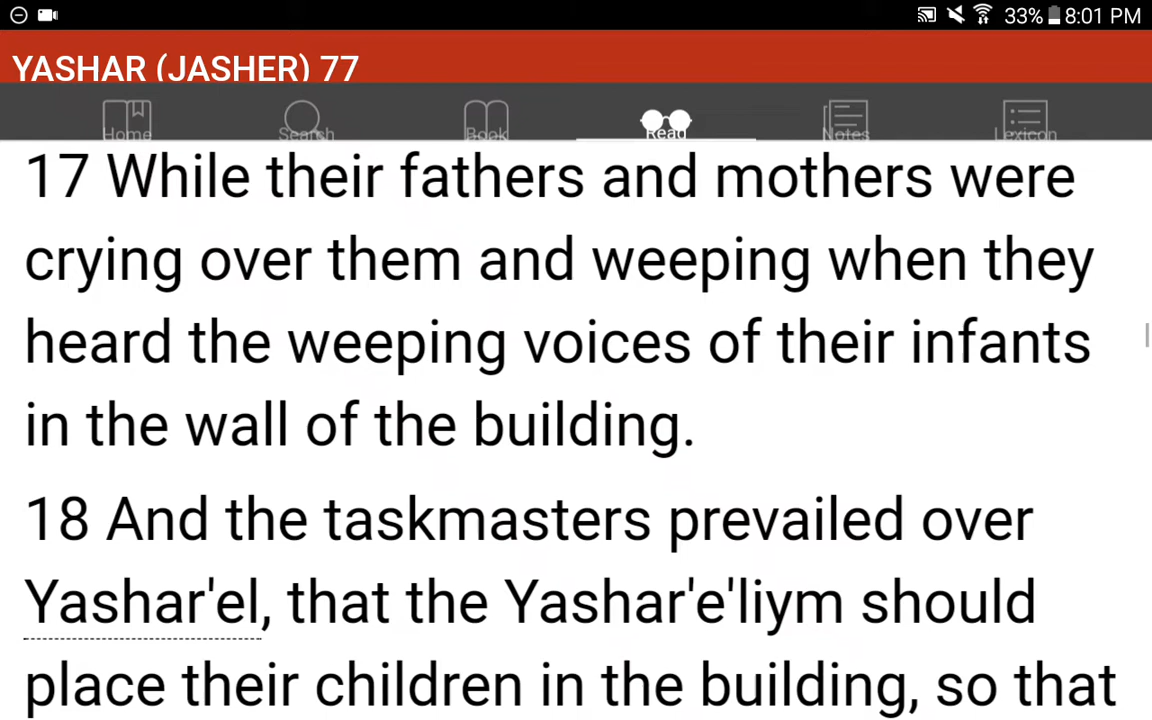 33% 8:01 PM
YASHAR (JASHER) 77
Home Search Book Read Notes Lexicon
17 While their fathers and mothers were
crying over them and weeping when they
heard the weeping voices of their infants
in the wall of the building.
18 And the taskmasters prevailed over
Yashar'el, that the Yashar'e'liym should
place their children in the building, so that